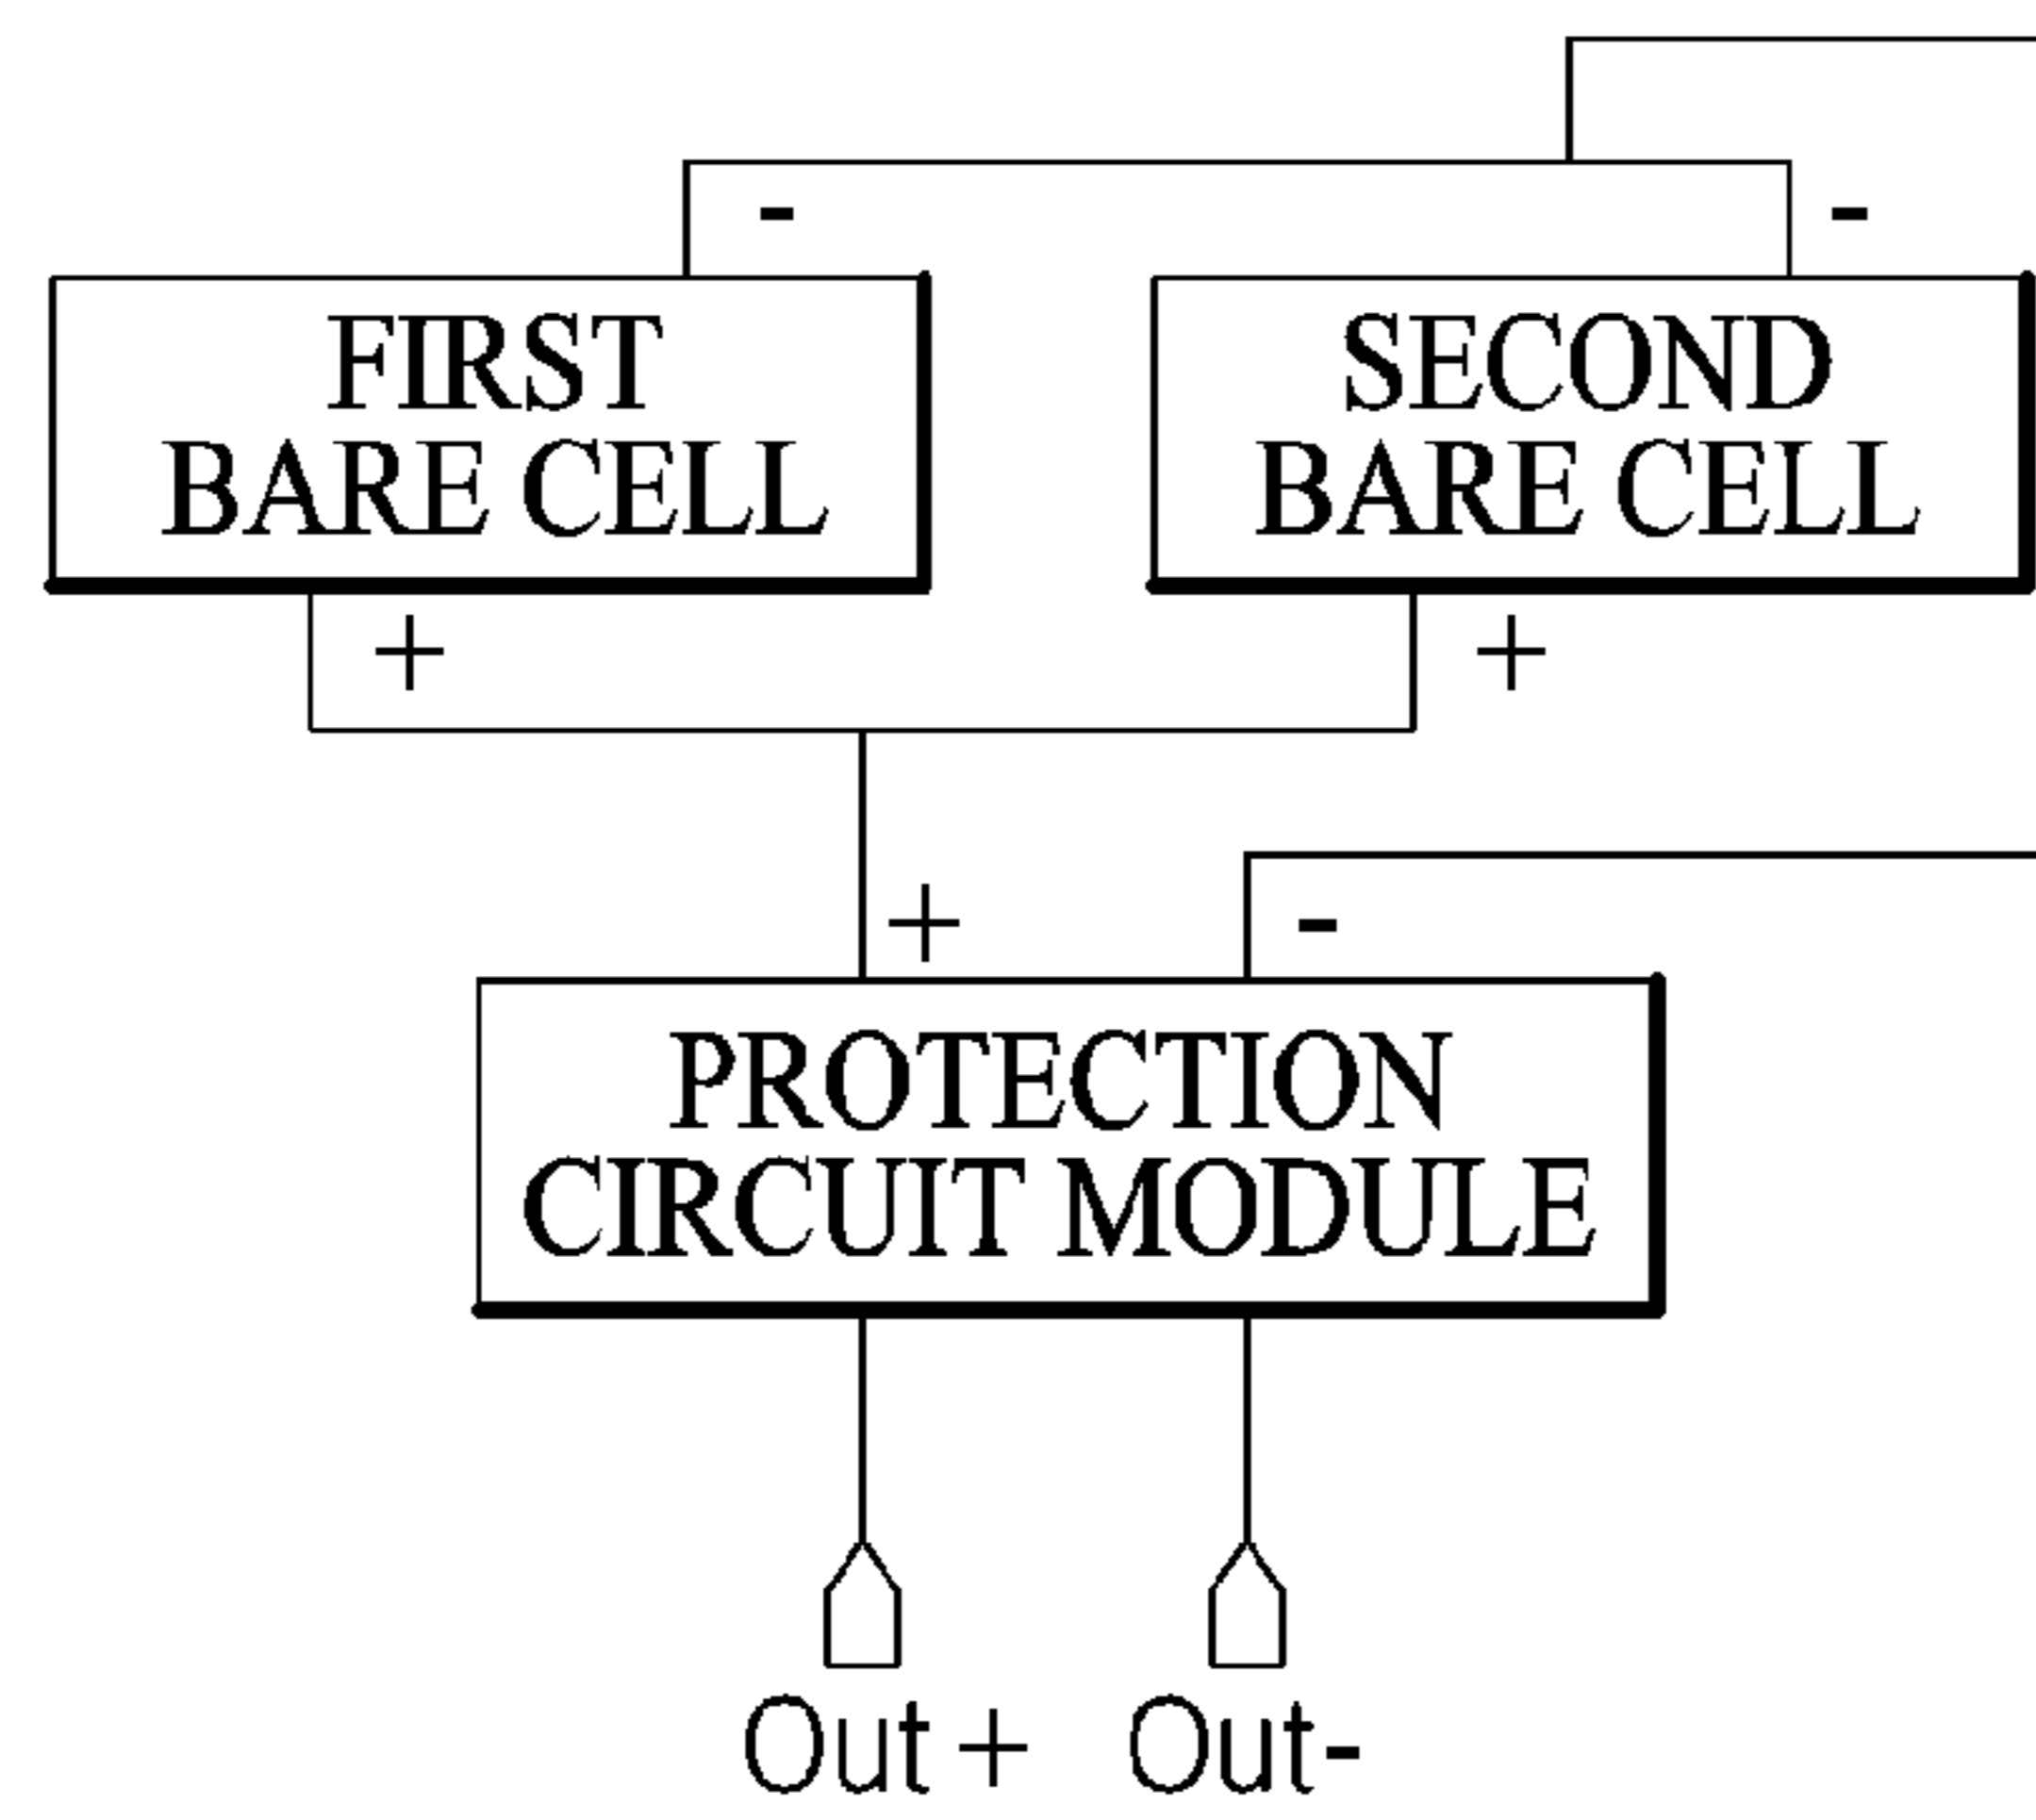 - -
FIRST
BARE CELL
SECOND
BARE CELL
+ +
+ -
PROTECTION
CIRCUIT MODULE
Out + Out -